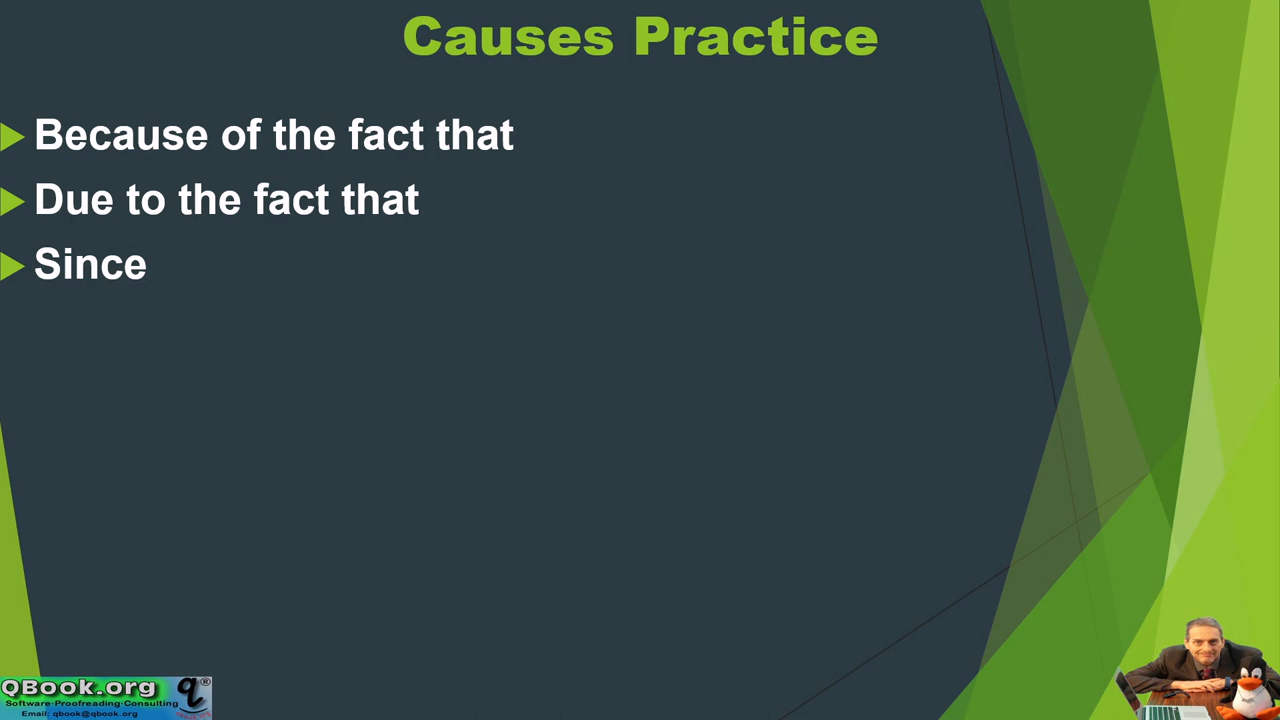 Causes Practice
Because of the fact that
Due to the fact that
Since
QBook.org
Software·Proofreading·Consulting
Email: qbook@qbook.org
q®